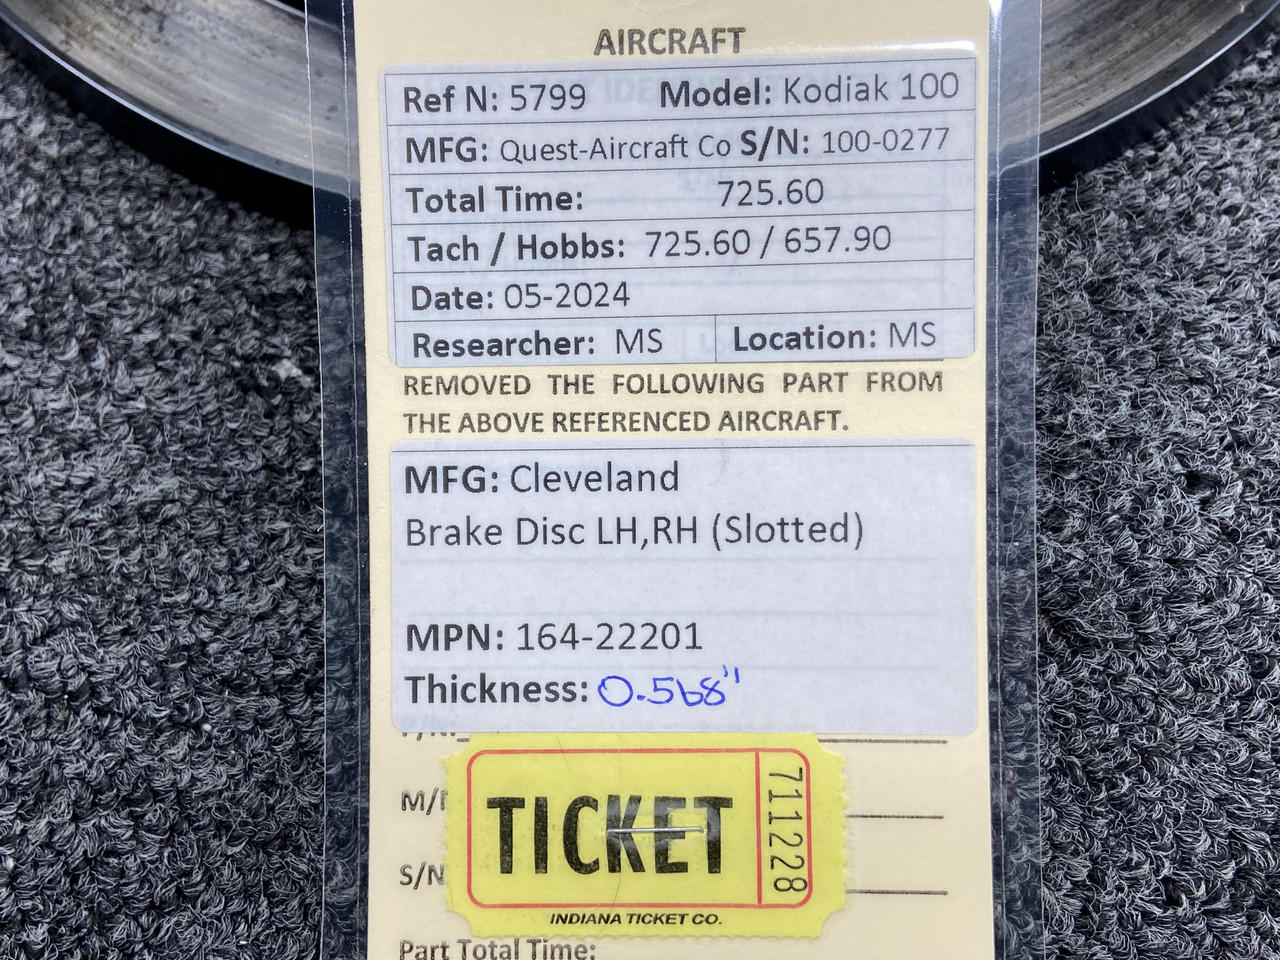 AIRCRAFT
Ref N: 5799 Model: Kodiak 100
MFG: Quest-Aircraft Co S/N: 100-0277
Total Time: 725.60
Tach / Hobbs: 725.60 / 657.90
Date: 05-2024
Researcher: MS Location: MS
REMOVED THE FOLLOWING PART FROM
THE ABOVE REFERENCED AIRCRAFT.
MFG: Cleveland
Brake Disc LH,RH (Slotted)
MPN: 164-22201
Thickness: 0.568"
P/N:
M/
TICKET
711228
S/N
INDIANA TICKET CO.
Part Total Time: